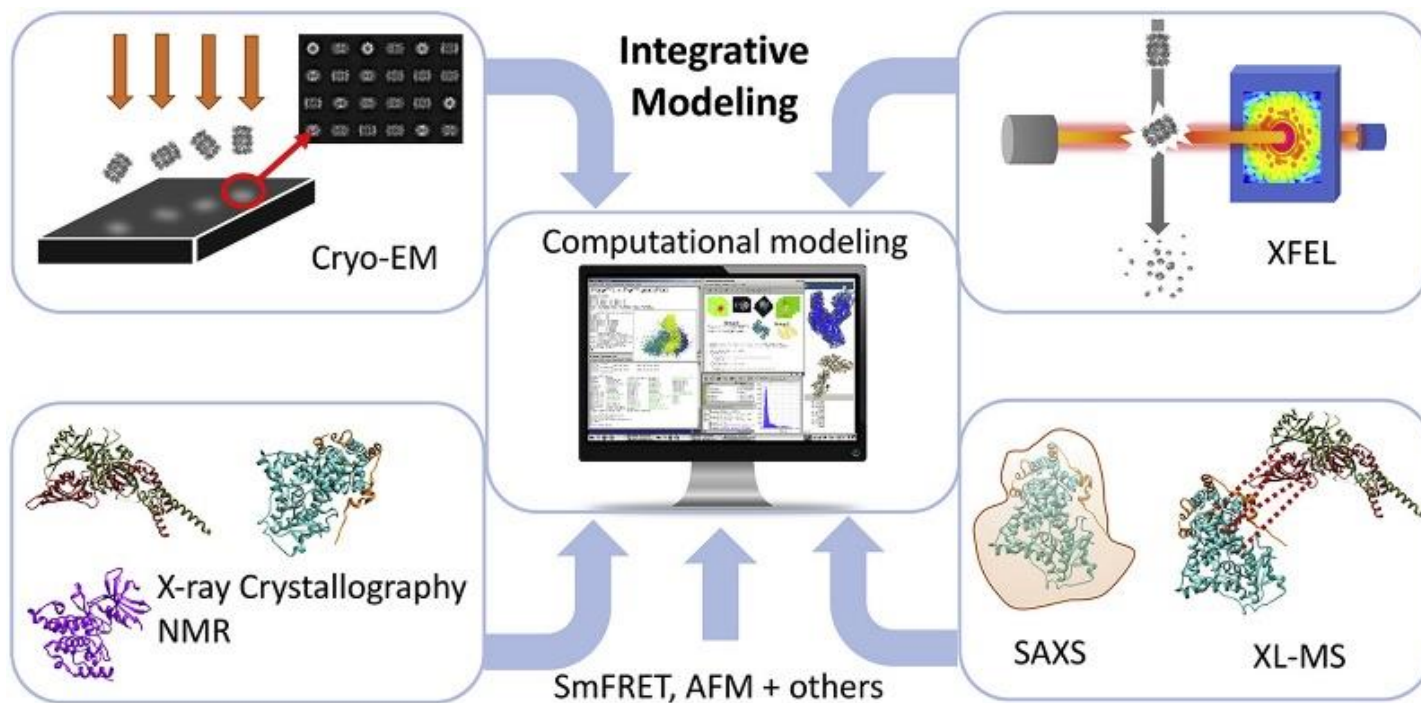 Integrative
Modeling
Cryo-EM
XFEL
Computational modeling
X-ray Crystallography
NMR
SAXS
XL-MS
SmFRET, AFM + others